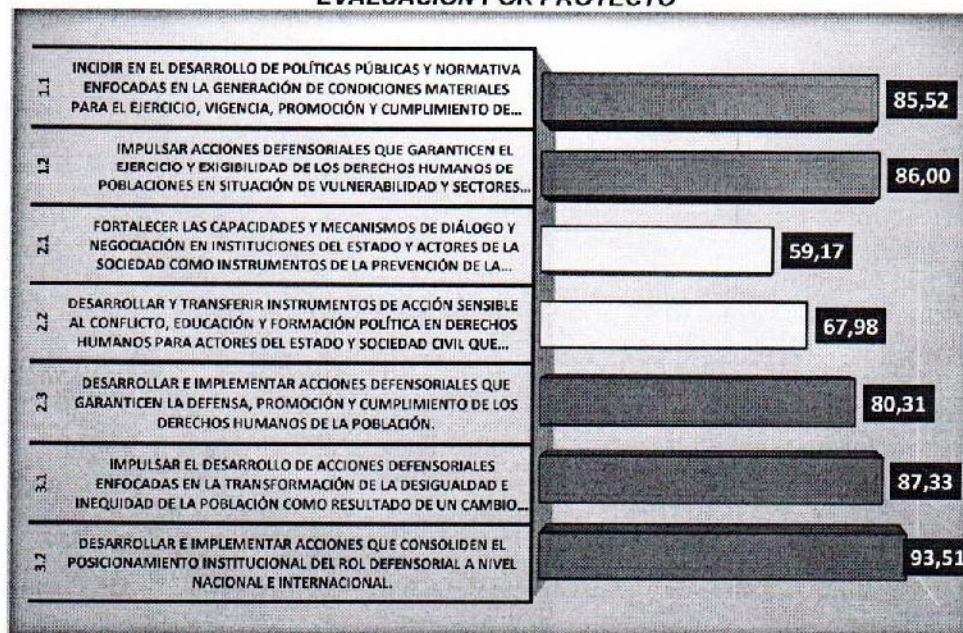 EVALUACIÓN POR PROYECTO
1.1
INCIDIR EN EL DESARROLLO DE POLÍTICAS PÚBLICAS Y NORMATIVA
ENFOCADAS EN LA GENERACIÓN DE CONDICIONES MATERIALES
PARA EL EJERCICIO, VIGENCIA, PROMOCIÓN Y CUMPLIMIENTO DE...
85,52
1.2
IMPULSAR ACCIONES DEFENSORIALES QUE GARANTICEN EL
EJERCICIO Y EXIGIBILIDAD DE LOS DERECHOS HUMANOS DE
POBLACIONES EN SITUACIÓN DE VULNERABILIDAD Y SECTORES...
86,00
2.1
FORTALECER LAS CAPACIDADES Y MECANISMOS DE DIÁLOGO Y
NEGOCIACIÓN EN INSTITUCIONES DEL ESTADO Y ACTORES DE LA
SOCIEDAD COMO INSTRUMENTOS DE LA PREVENCIÓN DE LA...
59,17
2.2
DESARROLLAR Y TRANSFERIR INSTRUMENTOS DE ACCIÓN SENSIBLE
AL CONFLICTO, EDUCACIÓN Y FORMACIÓN POLÍTICA EN DERECHOS
HUMANOS PARA ACTORES DEL ESTADO Y SOCIEDAD CIVIL QUE...
67,98
2.3
DESARROLLAR E IMPLEMENTAR ACCIONES DEFENSORIALES QUE
GARANTICEN LA DEFENSA, PROMOCIÓN Y CUMPLIMIENTO DE LOS
DERECHOS HUMANOS DE LA POBLACIÓN.
80,31
3.1
IMPULSAR EL DESARROLLO DE ACCIONES DEFENSORIALES
ENFOCADAS EN LA TRANSFORMACIÓN DE LA DESIGUALDAD E
INEQUIDAD DE LA POBLACIÓN COMO RESULTADO DE UN CAMBIO...
87,33
3.2
DESARROLLAR E IMPLEMENTAR ACCIONES QUE CONSOLIDEN EL
POSICIONAMIENTO INSTITUCIONAL DEL ROL DEFENSORIAL A NIVEL
NACIONAL E INTERNACIONAL.
93,51